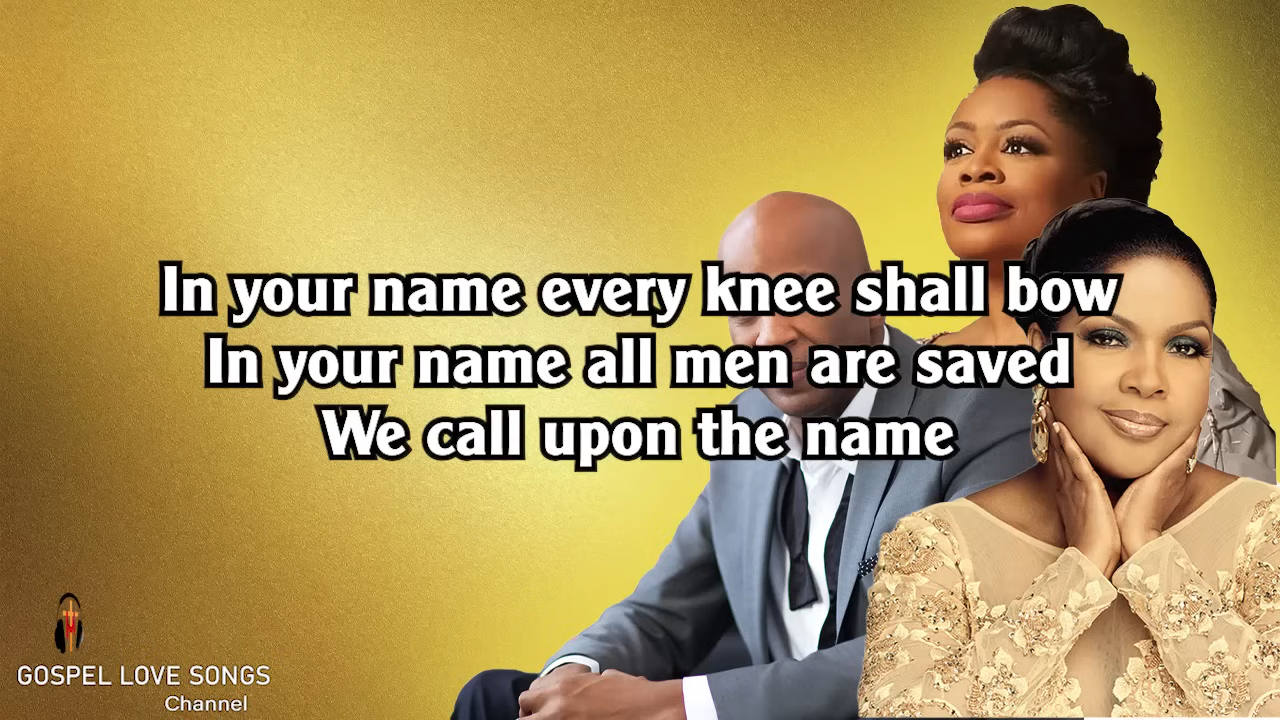 In your name every knee shall bow
In your name all men are saved
We call upon the name
GOSPEL LOVE SONGS
Channel